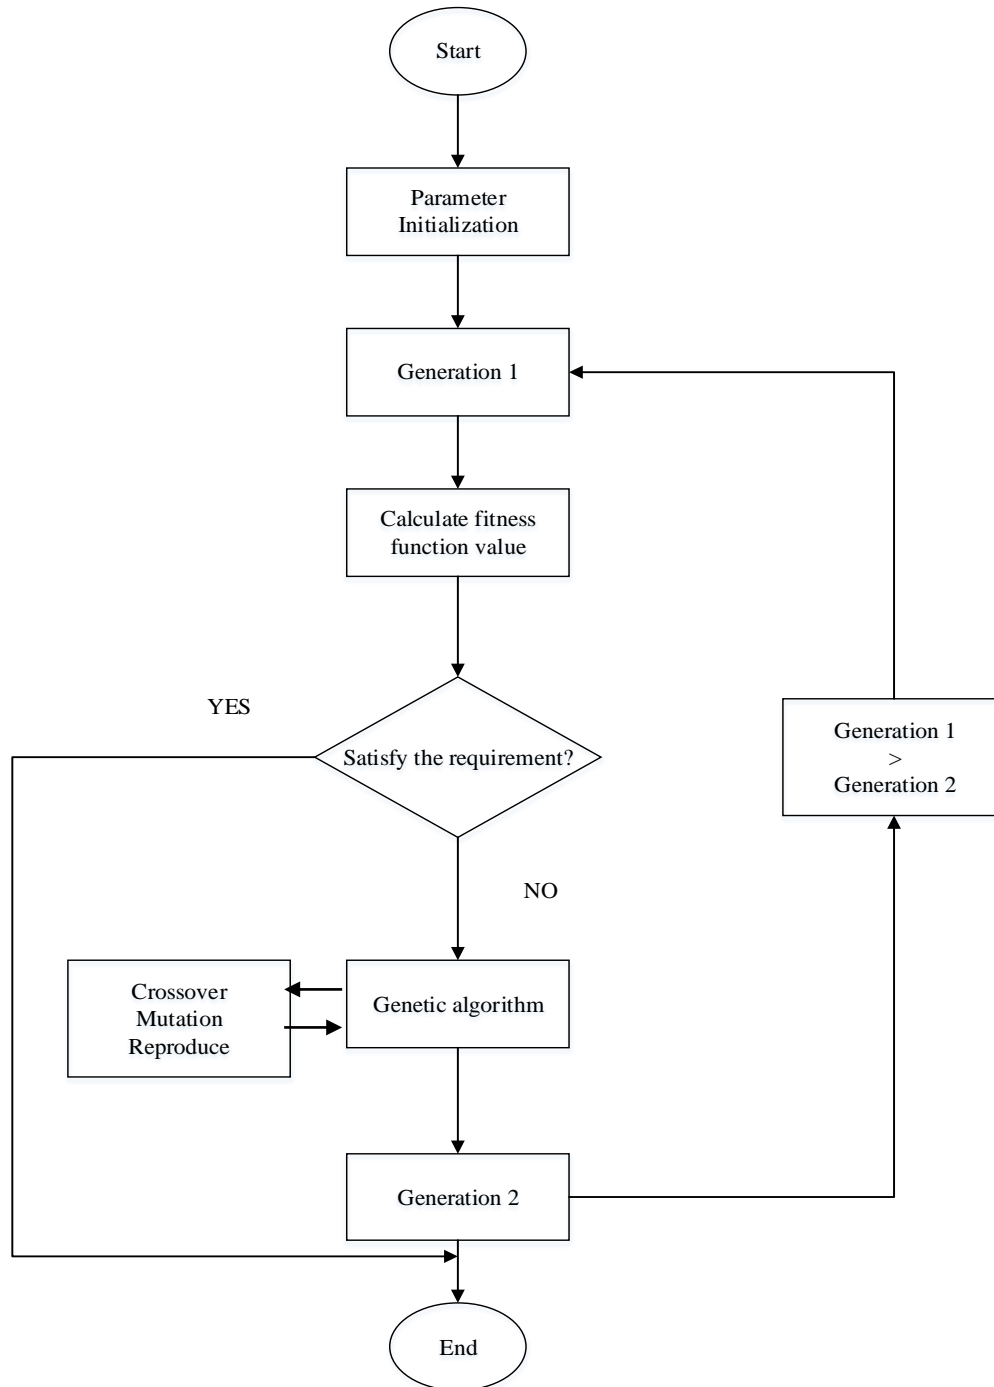 Start
Parameter
Initialization
Generation 1
Calculate fitness
function value
YES
Satisfy the requirement?
Generation 1
>
Generation 2
NO
Crossover
Mutation
Reproduce
Genetic algorithm
Generation 2
End